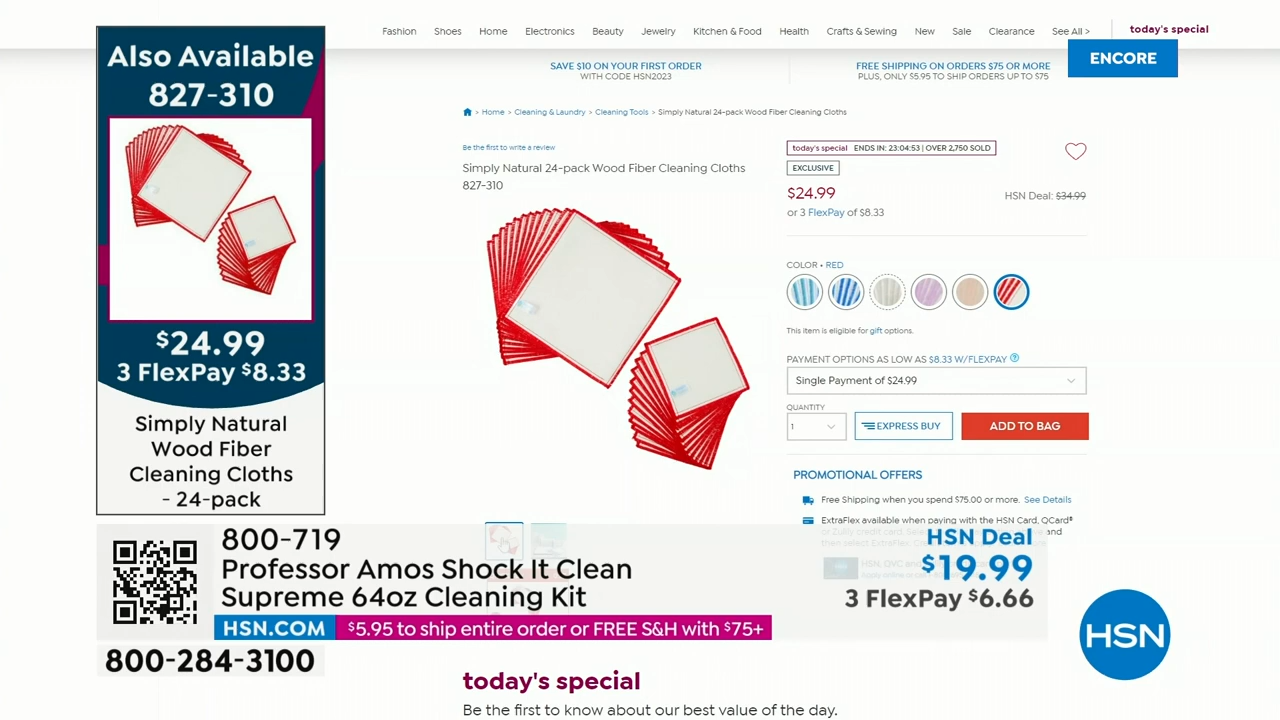 Also Available
827-310
$24.99
3 FlexPay $8.33
Simply Natural
Wood Fiber
Cleaning Cloths
- 24-pack
Fashion Shoes Home Electronics Beauty Jewelry Kitchen & Food Health Crafts & Sewing New Sale Clearance See All > today's special
ENCORE
SAVE $10 ON YOUR FIRST ORDER
WITH CODE HSN2023
FREE SHIPPING ON ORDERS $75 OR MORE
PLUS, ONLY $5.95 TO SHIP ORDERS UP TO $75
> Home > Cleaning & Laundry > Cleaning Tools > Simply Natural 24-pack Wood Fiber Cleaning Cloths
Be the first to write a review
Simply Natural 24-pack Wood Fiber Cleaning Cloths
827-310
today's special ENDS IN: 23:04:53 | OVER 2,750 SOLD
EXCLUSIVE
$24.99
HSN Deal: $34.99
or 3 FlexPay of $8.33
COLOR • RED
This item is eligible for gift options.
PAYMENT OPTIONS AS LOW AS $8.33 W/FLEXPAY
Single Payment of $24.99
QUANTITY
1
EXPRESS BUY
ADD TO BAG
PROMOTIONAL OFFERS
Free Shipping when you spend $75.00 or more. See Details
ExtraFlex available when paying with the HSN Card, QCard®
800-719
Professor Amos Shock It Clean
Supreme 64oz Cleaning Kit
HSN Deal
$19.99
3 FlexPay $6.66
HSN.COM $5.95 to ship entire order or FREE S&H with $75+
800-284-3100
HSN
today's special
Be the first to know about our best value of the day.